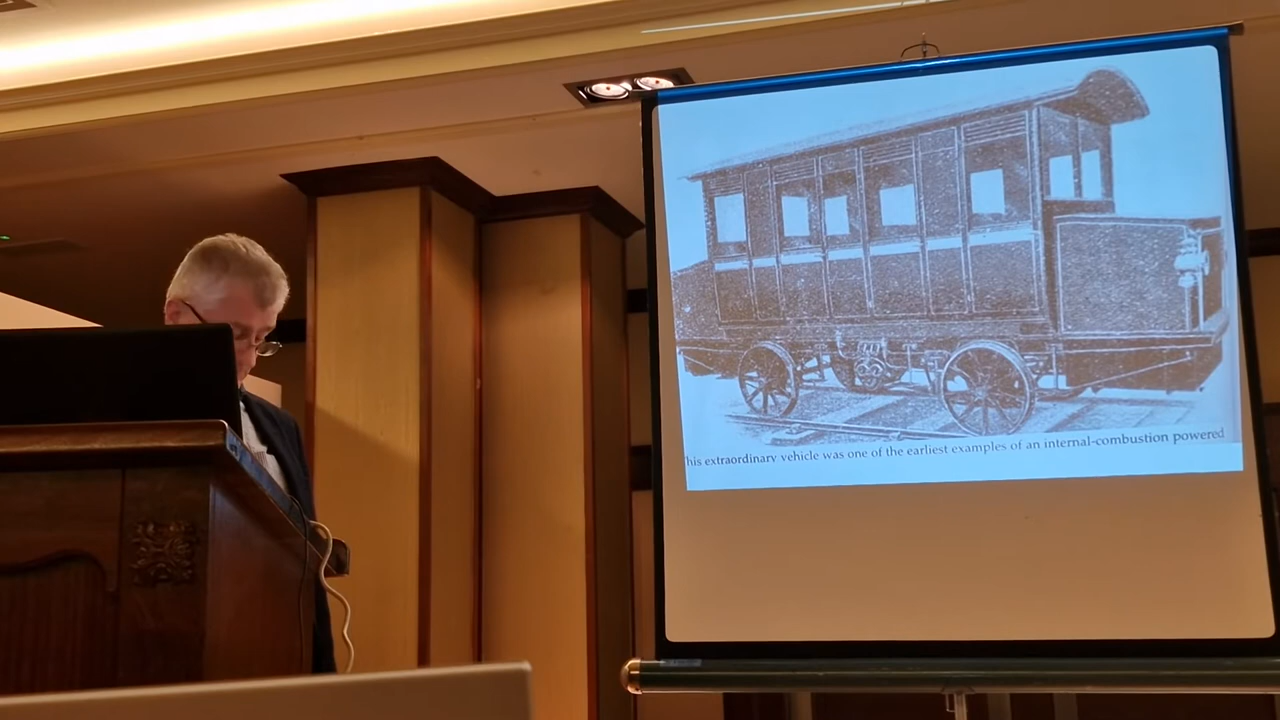 his extraordinary vehicle was one of the earliest examples of an internal-combustion powered